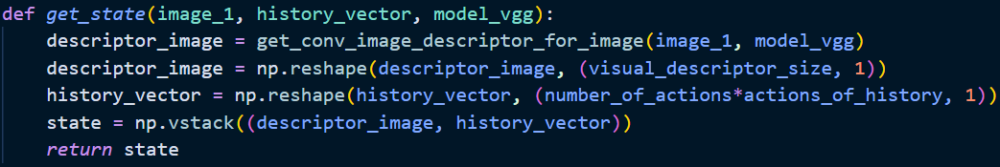 def get_state(image_1, history_vector, model_vgg):
    descriptor_image = get_conv_image_descriptor_for_image(image_1, model_vgg)
    descriptor_image = np.reshape(descriptor_image, (visual_descriptor_size, 1))
    history_vector = np.reshape(history_vector, (number_of_actions*actions_of_history, 1))
    state = np.vstack((descriptor_image, history_vector))
    return state